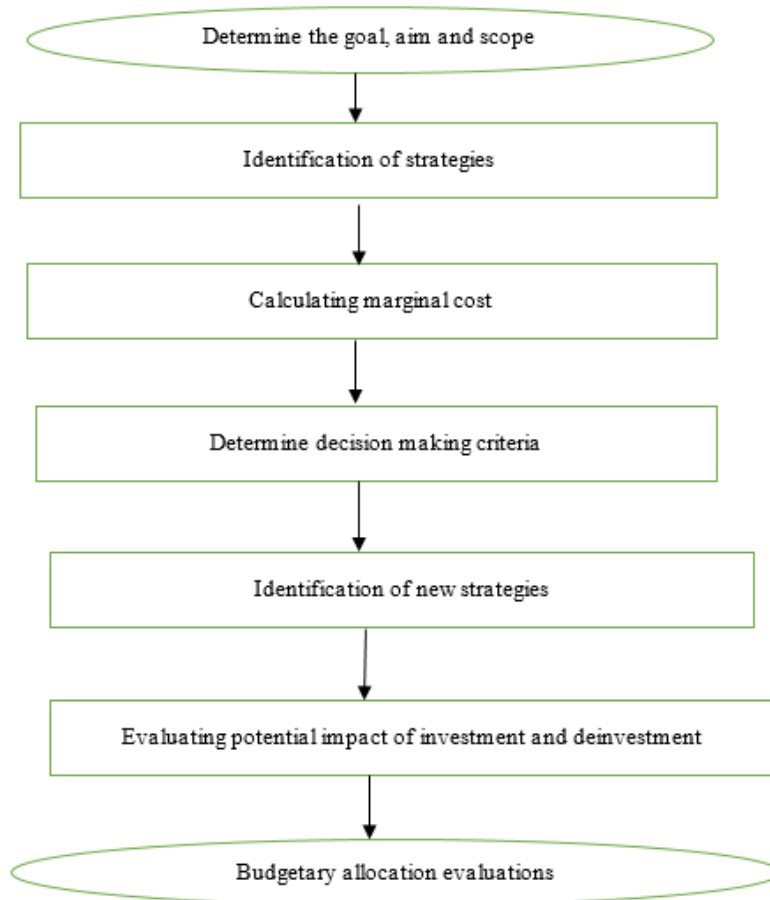 Determine the goal, aim and scope
Identification of strategies
Calculating marginal cost
Determine decision making criteria
Identification of new strategies
Evaluating potential impact of investment and deinvestment
Budgetary allocation evaluations